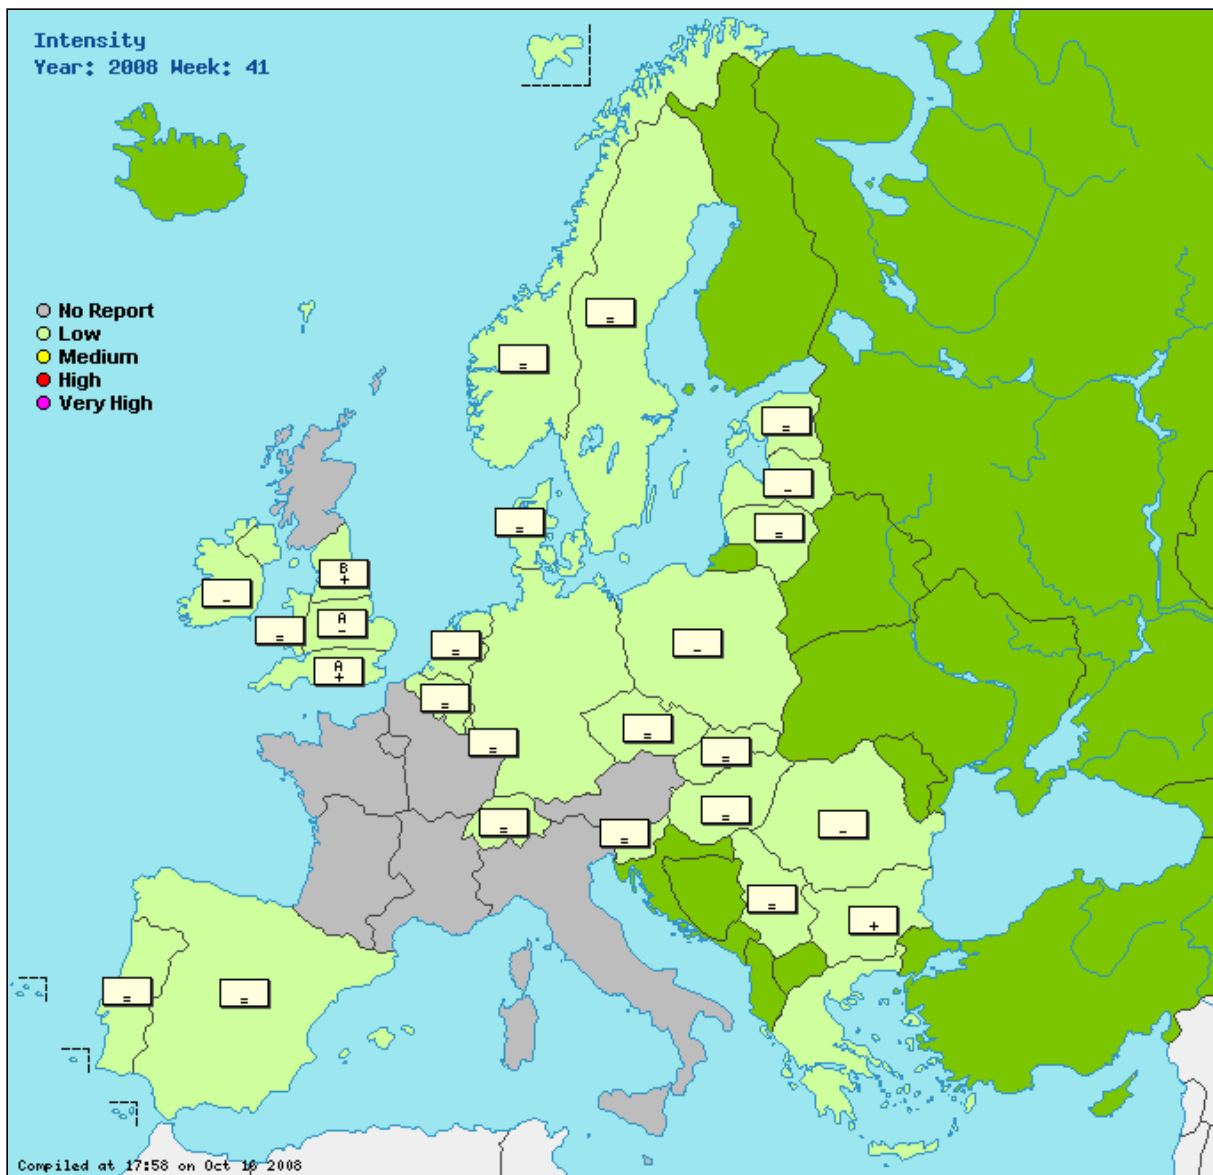 Intensity
Year: 2008 Week: 41
No Report
Low
Medium
High
Very High
=
=
=
-
=
=
B
+
-
A
-
=
A
+
=
-
=
=
=
=
=
=
-
=
=
+
=
=
Compiled at 17:58 on Oct 16 2008